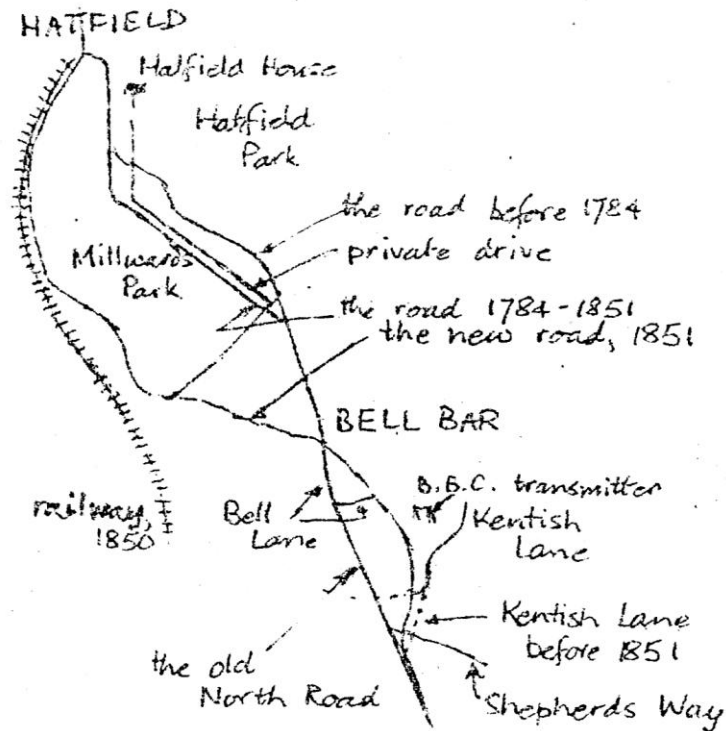 HATFIELD
Hatfield House
Hatfield
Park
the road before 1784
private drive
Millwards
Park
the road 1784-1851
the new road, 1851
BELL BAR
B.B.C. transmitter
railway,
1850
Bell
Lane
Kentish
Lane
Kentish Lane
before 1851
the old
North Road
Shepherds Way